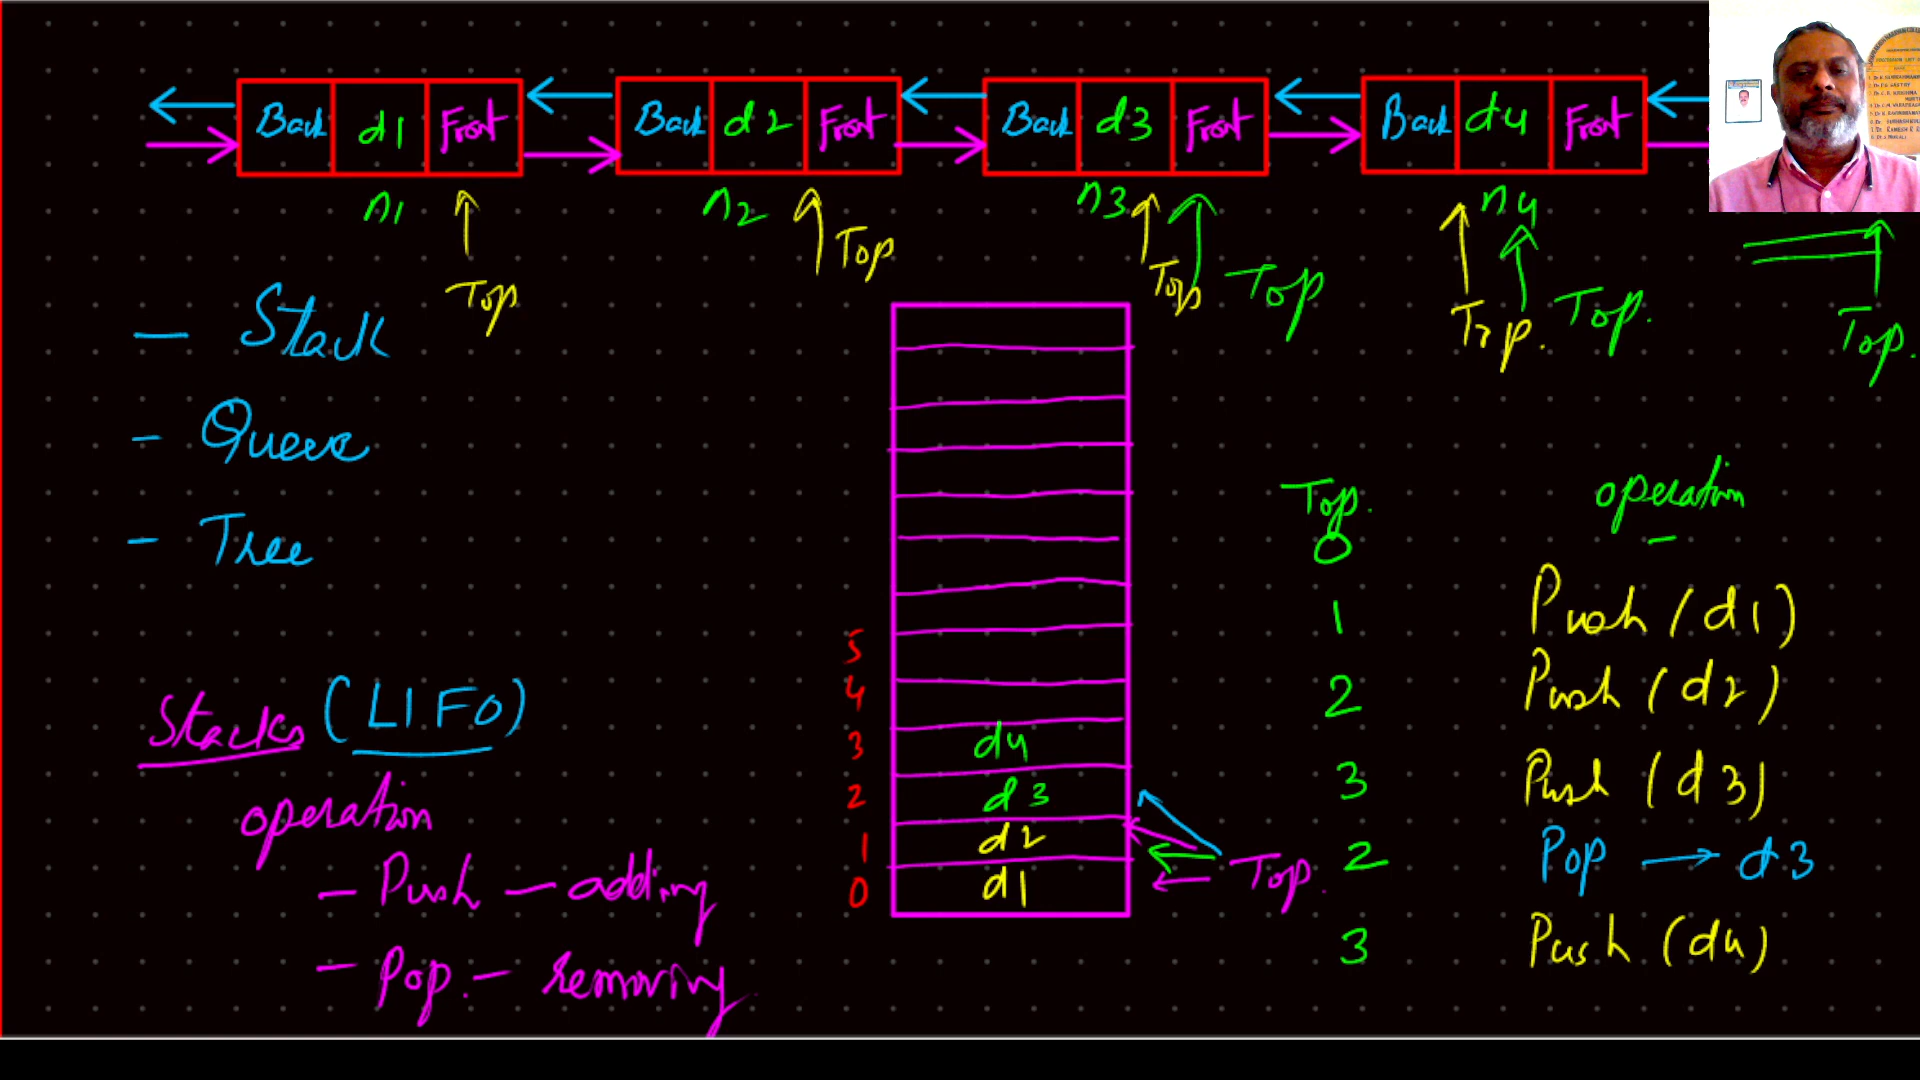 Back d1 Front Back d2 Front Back d3 Front Back d4 Front
n1 n2 n3 n4
Top Top Top Top Top. Top. Top.
- Stack
- Queue
- Tree
Stacks (LIFO)
operation
- Push - adding
- Pop. - removing
5
4
3 d4
2 d3
1 d2
0 d1
Top.
Top. operation
0 -
1 Push (d1)
2 Push (d2)
3 Push (d3)
2 Pop → d3
3 Push (d4)